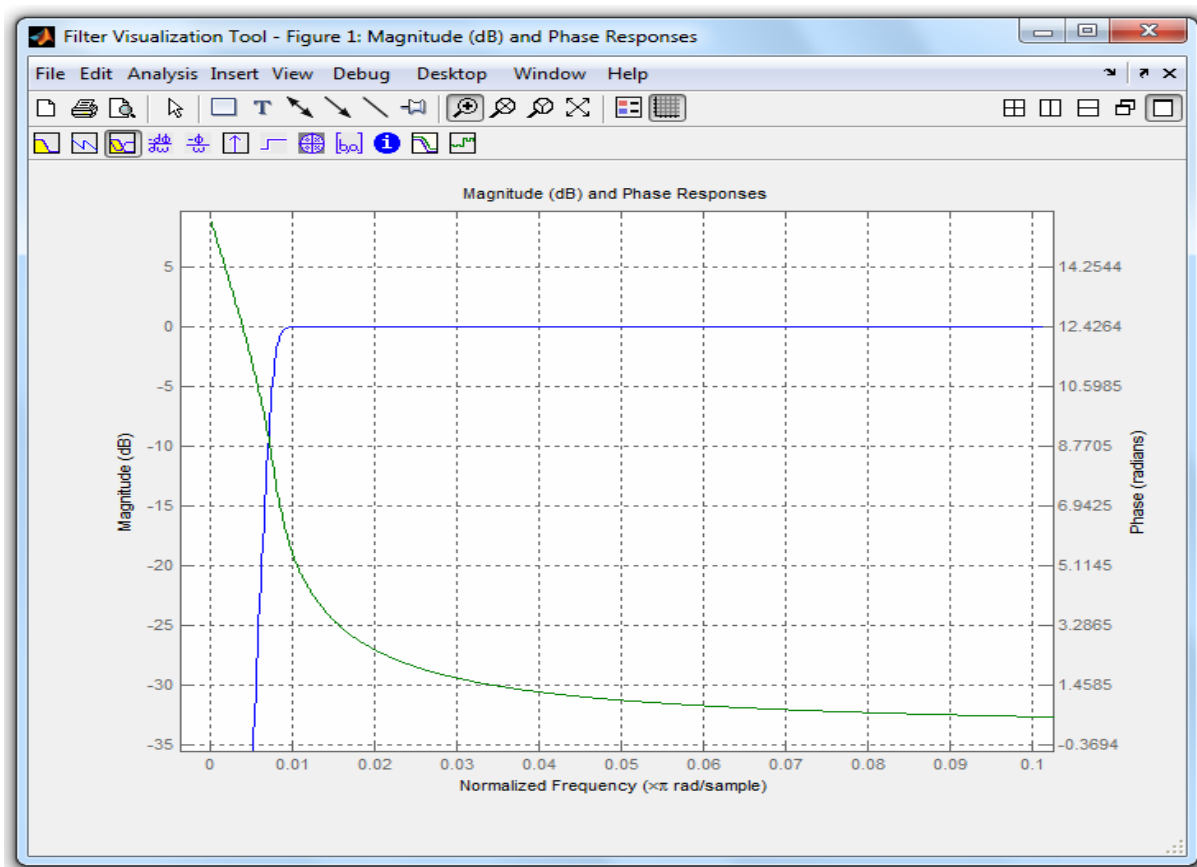 Filter Visualization Tool - Figure 1: Magnitude (dB) and Phase Responses
File Edit Analysis Insert View Debug Desktop Window Help
T
[b,a]
i
Magnitude (dB) and Phase Responses
5
0
-5
-10
-15
-20
-25
-30
-35
Magnitude (dB)
14.2544
12.4264
10.5985
8.7705
6.9425
5.1145
3.2865
1.4585
-0.3694
Phase (radians)
0 0.01 0.02 0.03 0.04 0.05 0.06 0.07 0.08 0.09 0.1
Normalized Frequency (×π rad/sample)